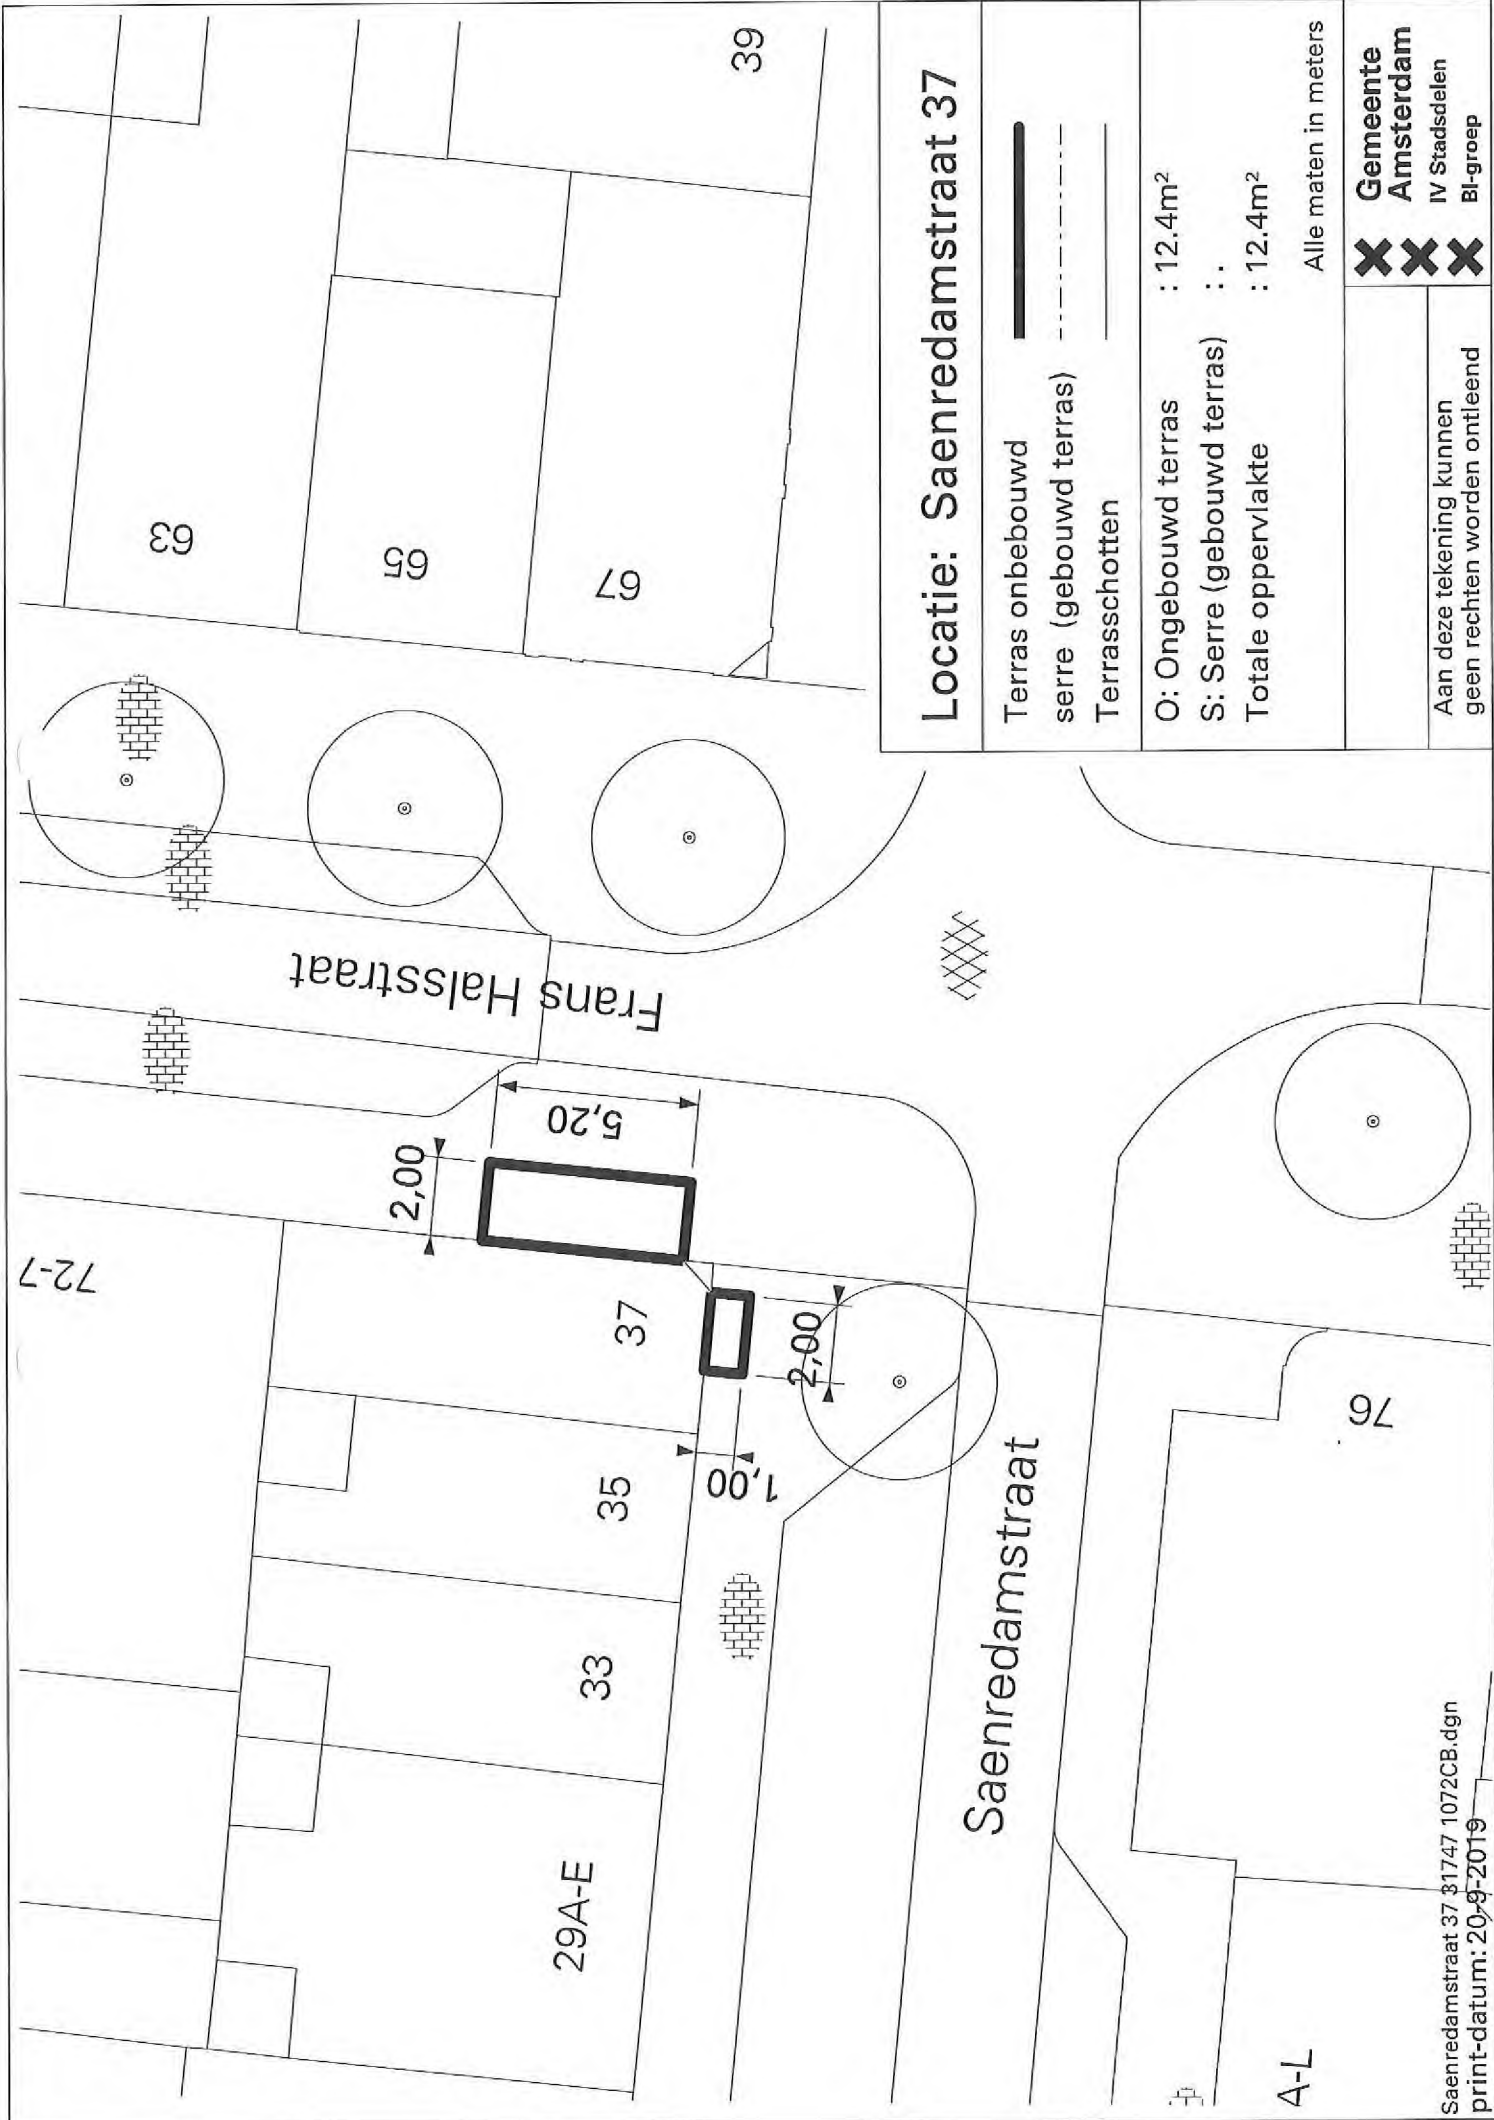 63
65
67
39
72-7
Frans Halsstraat
2,00
5,20
37
2,00
1,00
35
33
29A-E
Saenredamstraat
76
A-L
Locatie: Saenredamstraat 37
Terras onbebouwd
serre (gebouwd terras)
Terrasschotten
O: Ongebouwd terras : 12.4m²
S: Serre (gebouwd terras) : .
Totale oppervlakte : 12.4m²
Alle maten in meters
Aan deze tekening kunnen
geen rechten worden ontleend
Gemeente
Amsterdam
IV Stadsdelen
BI-groep
Saenredamstraat 37 31747 1072CB.dgn
print-datum: 20-9-2019